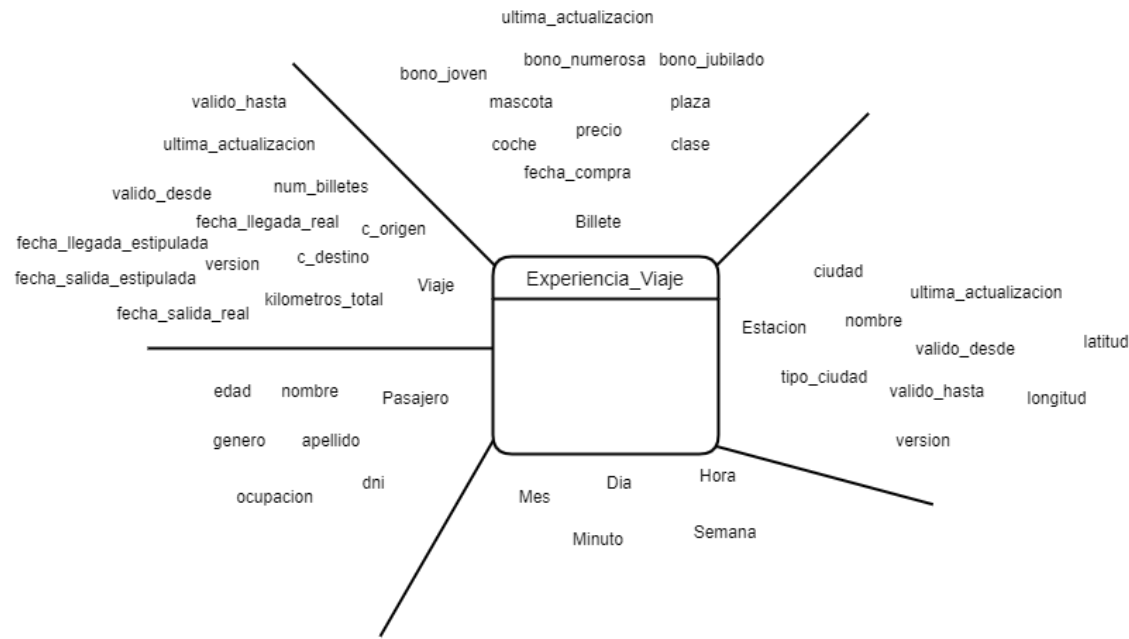 ultima_actualizacion
bono_joven
bono_numerosa
bono_jubilado
mascota
plaza
precio
coche
clase
fecha_compra
Billete
valido_hasta
ultima_actualizacion
valido_desde
num_billetes
fecha_llegada_real
c_origen
fecha_llegada_estipulada
version
c_destino
fecha_salida_estipulada
kilometros_total
Viaje
fecha_salida_real
Experiencia_Viaje
ciudad
ultima_actualizacion
Estacion
nombre
valido_desde
latitud
tipo_ciudad
valido_hasta
longitud
version
edad
nombre
Pasajero
genero
apellido
ocupacion
dni
Mes
Dia
Hora
Minuto
Semana